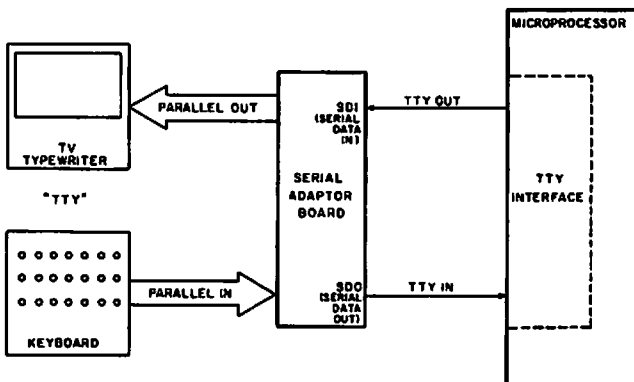 MICROPROCESSOR
PARALLEL OUT
SDI
(SERIAL
DATA
IN)
TTY OUT
TV
TYPEWRITER
"TTY"
SERIAL
ADAPTOR
BOARD
TTY
INTERFACE
PARALLEL IN
SDO
(SERIAL
DATA
OUT)
TTY IN
KEYBOARD